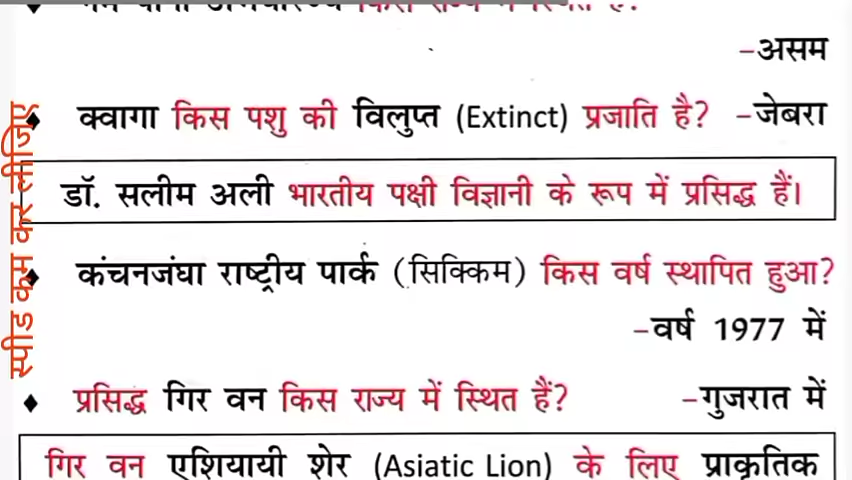 –असम
क्वागा किस पशु की विलुप्त (Extinct) प्रजाति है? –जेबरा
डॉ. सलीम अली भारतीय पक्षी विज्ञानी के रूप में प्रसिद्ध हैं।
कंचनजंघा राष्ट्रीय पार्क (सिक्किम) किस वर्ष स्थापित हुआ?
–वर्ष 1977 में
प्रसिद्ध गिर वन किस राज्य में स्थित हैं? –गुजरात में
गिर वन एशियायी शेर (Asiatic Lion) के लिए प्राकृतिक
स्पीड कम कर लीजिए